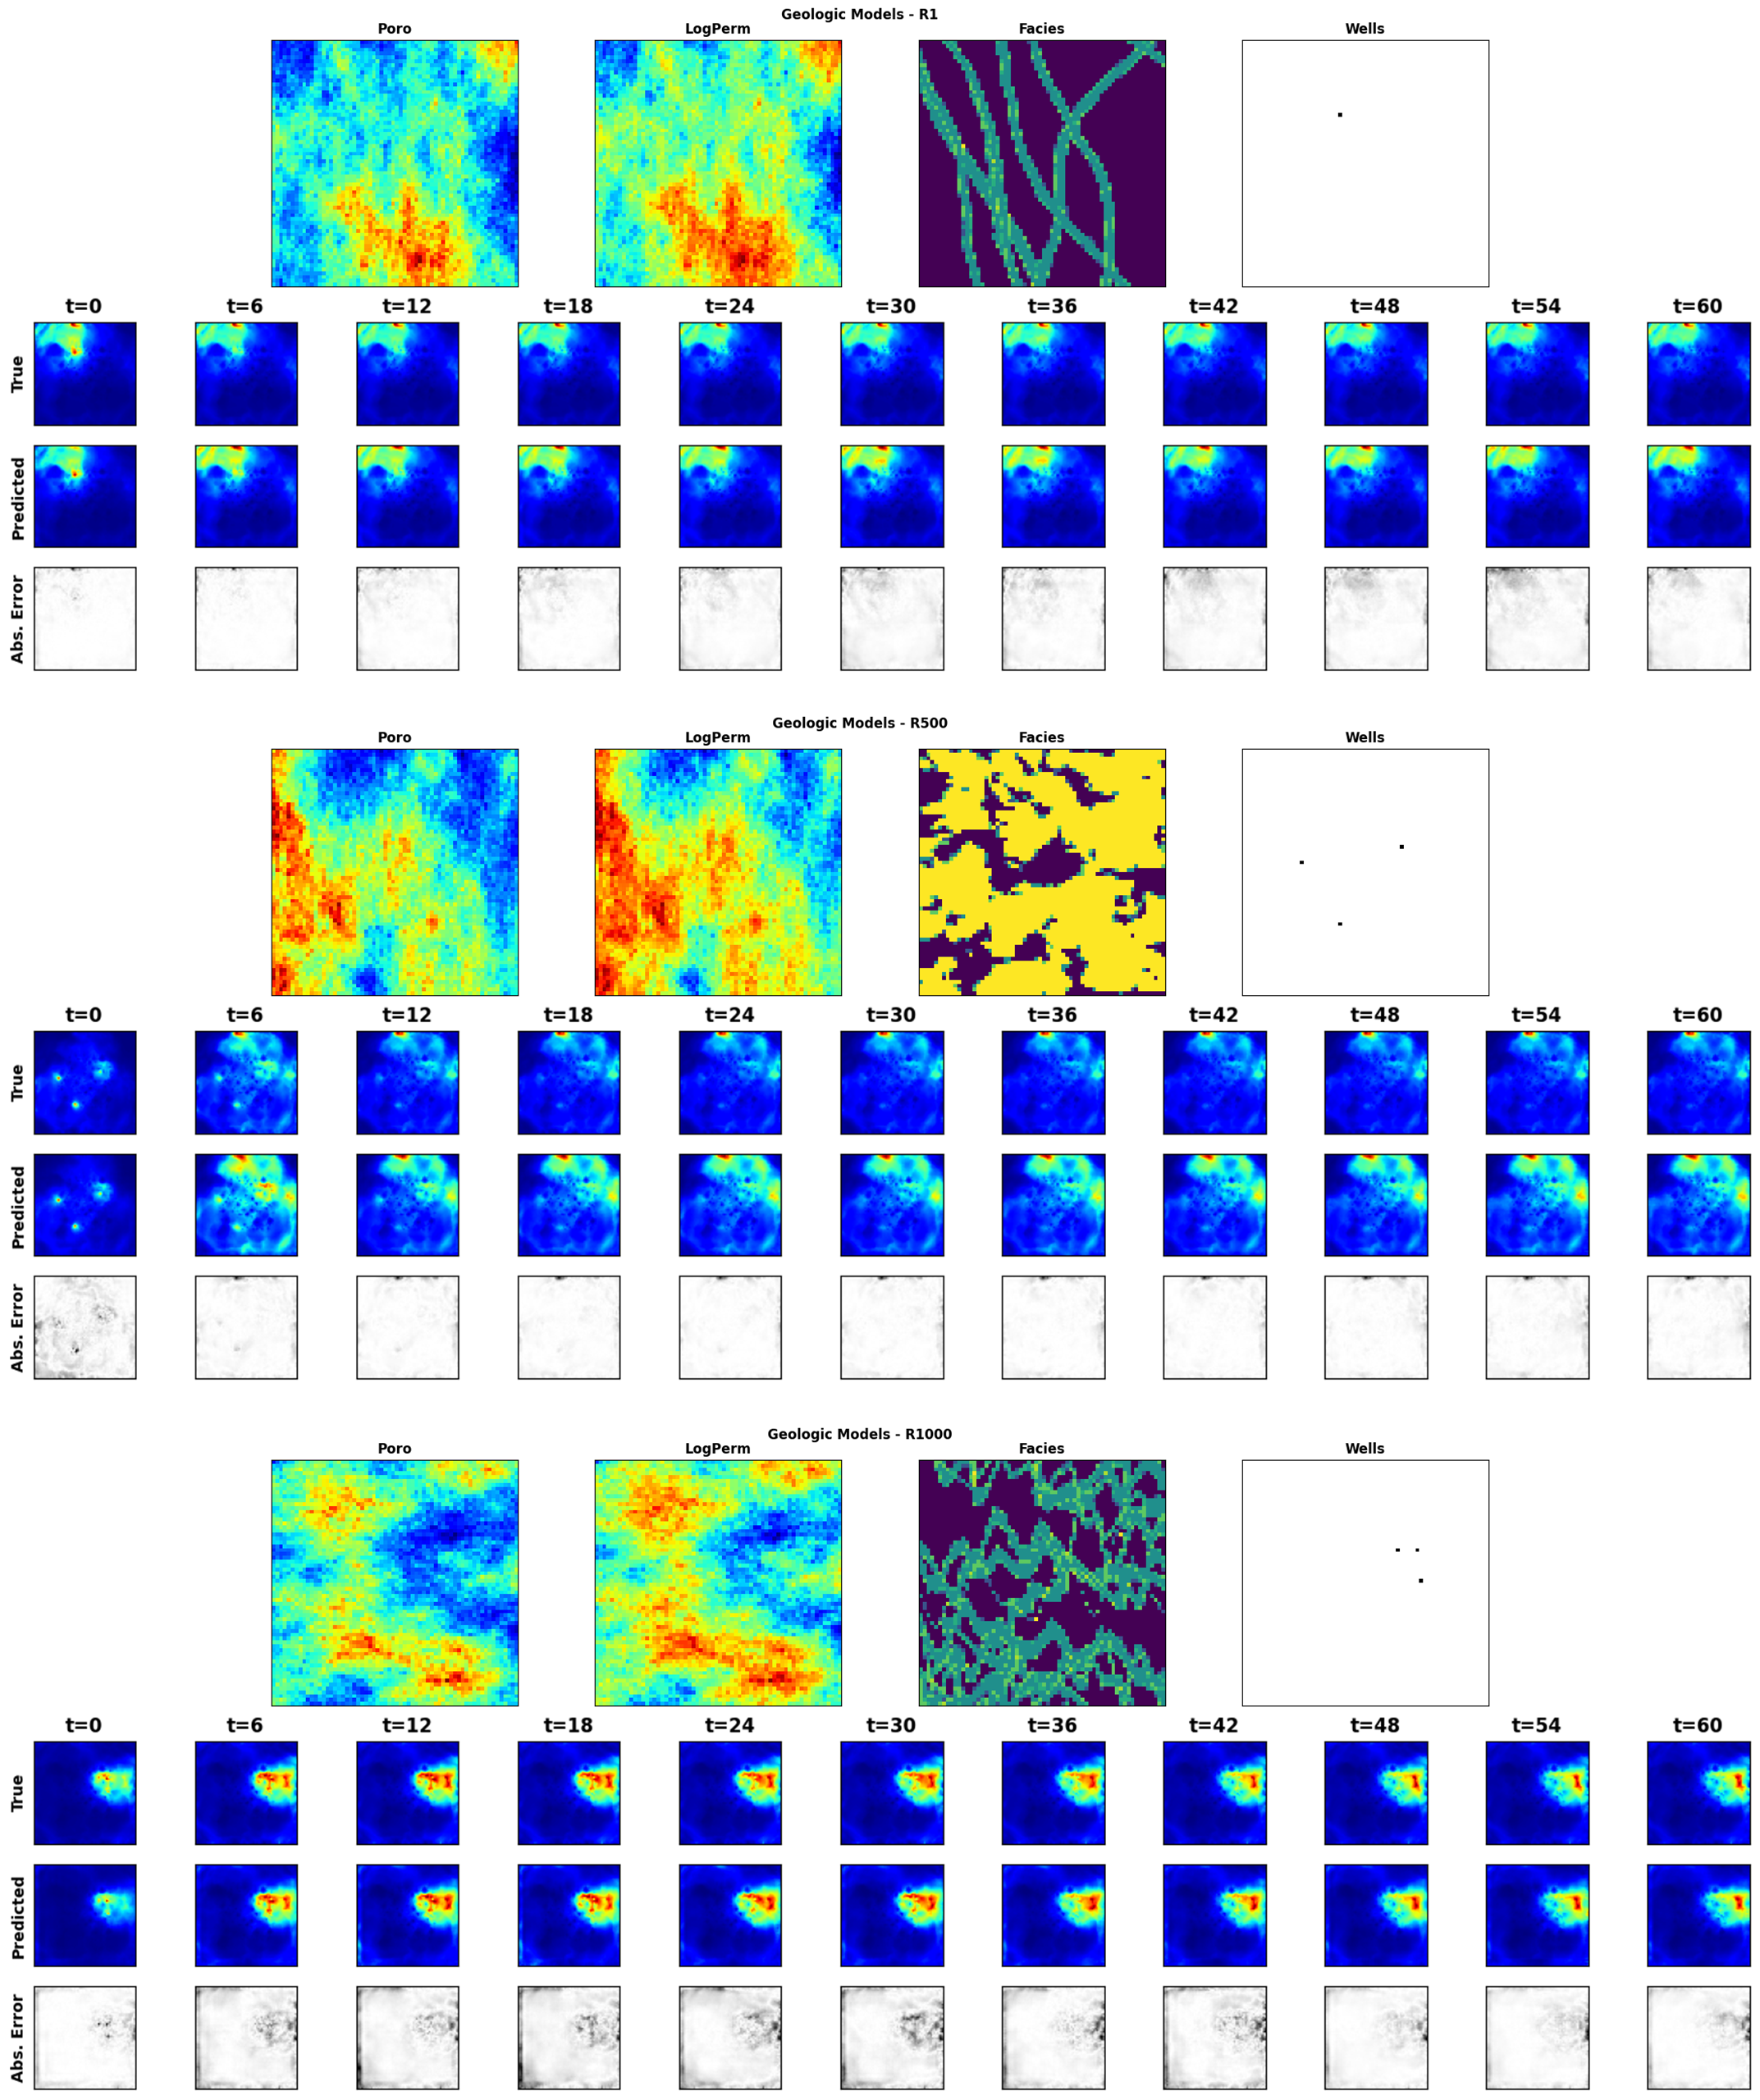 Geologic Models - R1
Poro LogPerm Facies Wells
t=0 t=6 t=12 t=18 t=24 t=30 t=36 t=42 t=48 t=54 t=60
True
Predicted
Abs. Error
Geologic Models - R500
Poro LogPerm Facies Wells
t=0 t=6 t=12 t=18 t=24 t=30 t=36 t=42 t=48 t=54 t=60
True
Predicted
Abs. Error
Geologic Models - R1000
Poro LogPerm Facies Wells
t=0 t=6 t=12 t=18 t=24 t=30 t=36 t=42 t=48 t=54 t=60
True
Predicted
Abs. Error